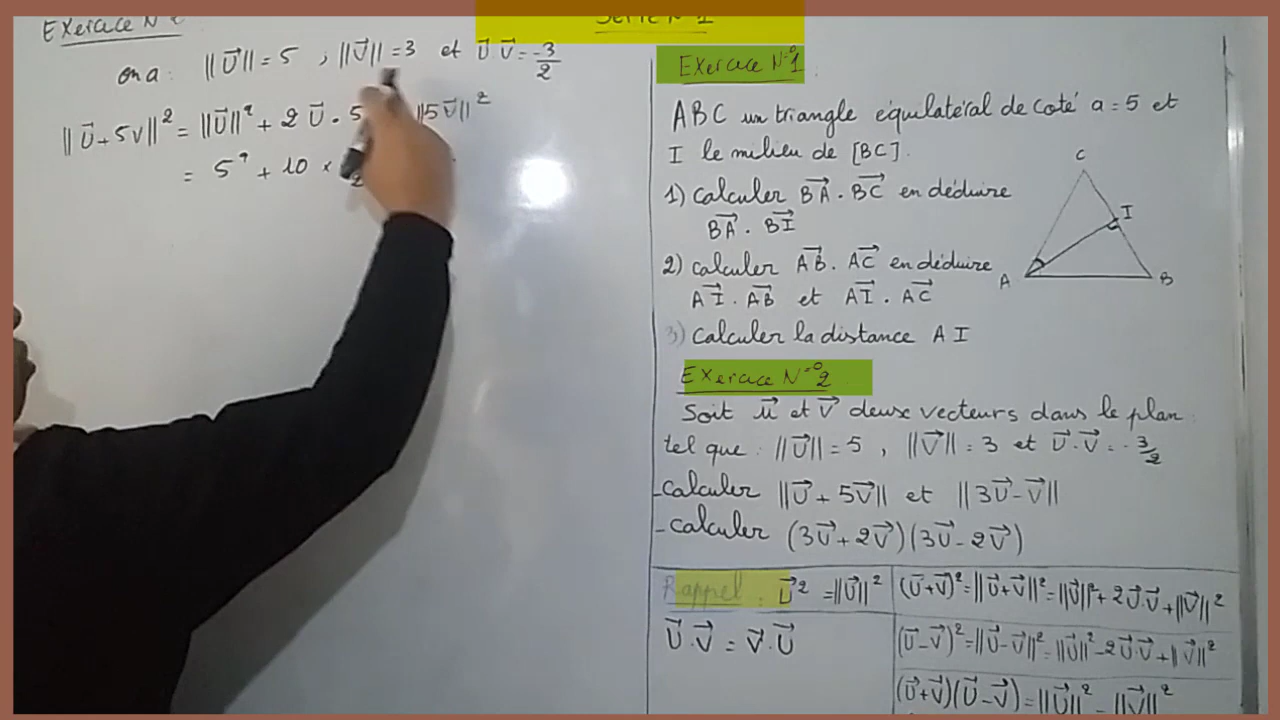 Exercice N°2
on a : ||U⃗|| = 5 , ||V⃗|| = 3 et U⃗ V⃗ = -3/2
||U⃗ + 5V||² = ||U⃗||² + 2 U⃗ . 5 ||5V⃗||²
= 5² + 10 ×
Série N°1
Exercice N°1
ABC un triangle équilatéral de coté a = 5 et
I le milieu de [BC].
1) calculer BA⃗ . BC⃗ en déduire
BA⃗ . BI⃗
2) calculer AB⃗ . AC⃗ en déduire
AI⃗ . AB⃗ et AI⃗ . AC⃗
3) calculer la distance AI
C
I
A
B
Exercice N°2
Soit u⃗ et V⃗ deux vecteurs dans le plan
tel que : ||U⃗|| = 5 , ||V⃗|| = 3 et U⃗.V⃗ = -3/2
-calculer ||U⃗ + 5V⃗|| et ||3U⃗ - V⃗||
-calculer (3U⃗ + 2V⃗)(3U⃗ - 2V⃗)
Rappel : U⃗² = ||U⃗||²
U⃗ . V⃗ = V⃗ . U⃗
(U⃗+V⃗)² = ||U⃗+V⃗||² = ||U⃗||² + 2U⃗.V⃗ + ||V⃗||²
(U⃗-V⃗)² = ||U⃗-V⃗||² = ||U⃗||² - 2U⃗.V⃗ + ||V⃗||²
(U⃗+V⃗)(U⃗-V⃗) = ||U⃗||² - ||V⃗||²